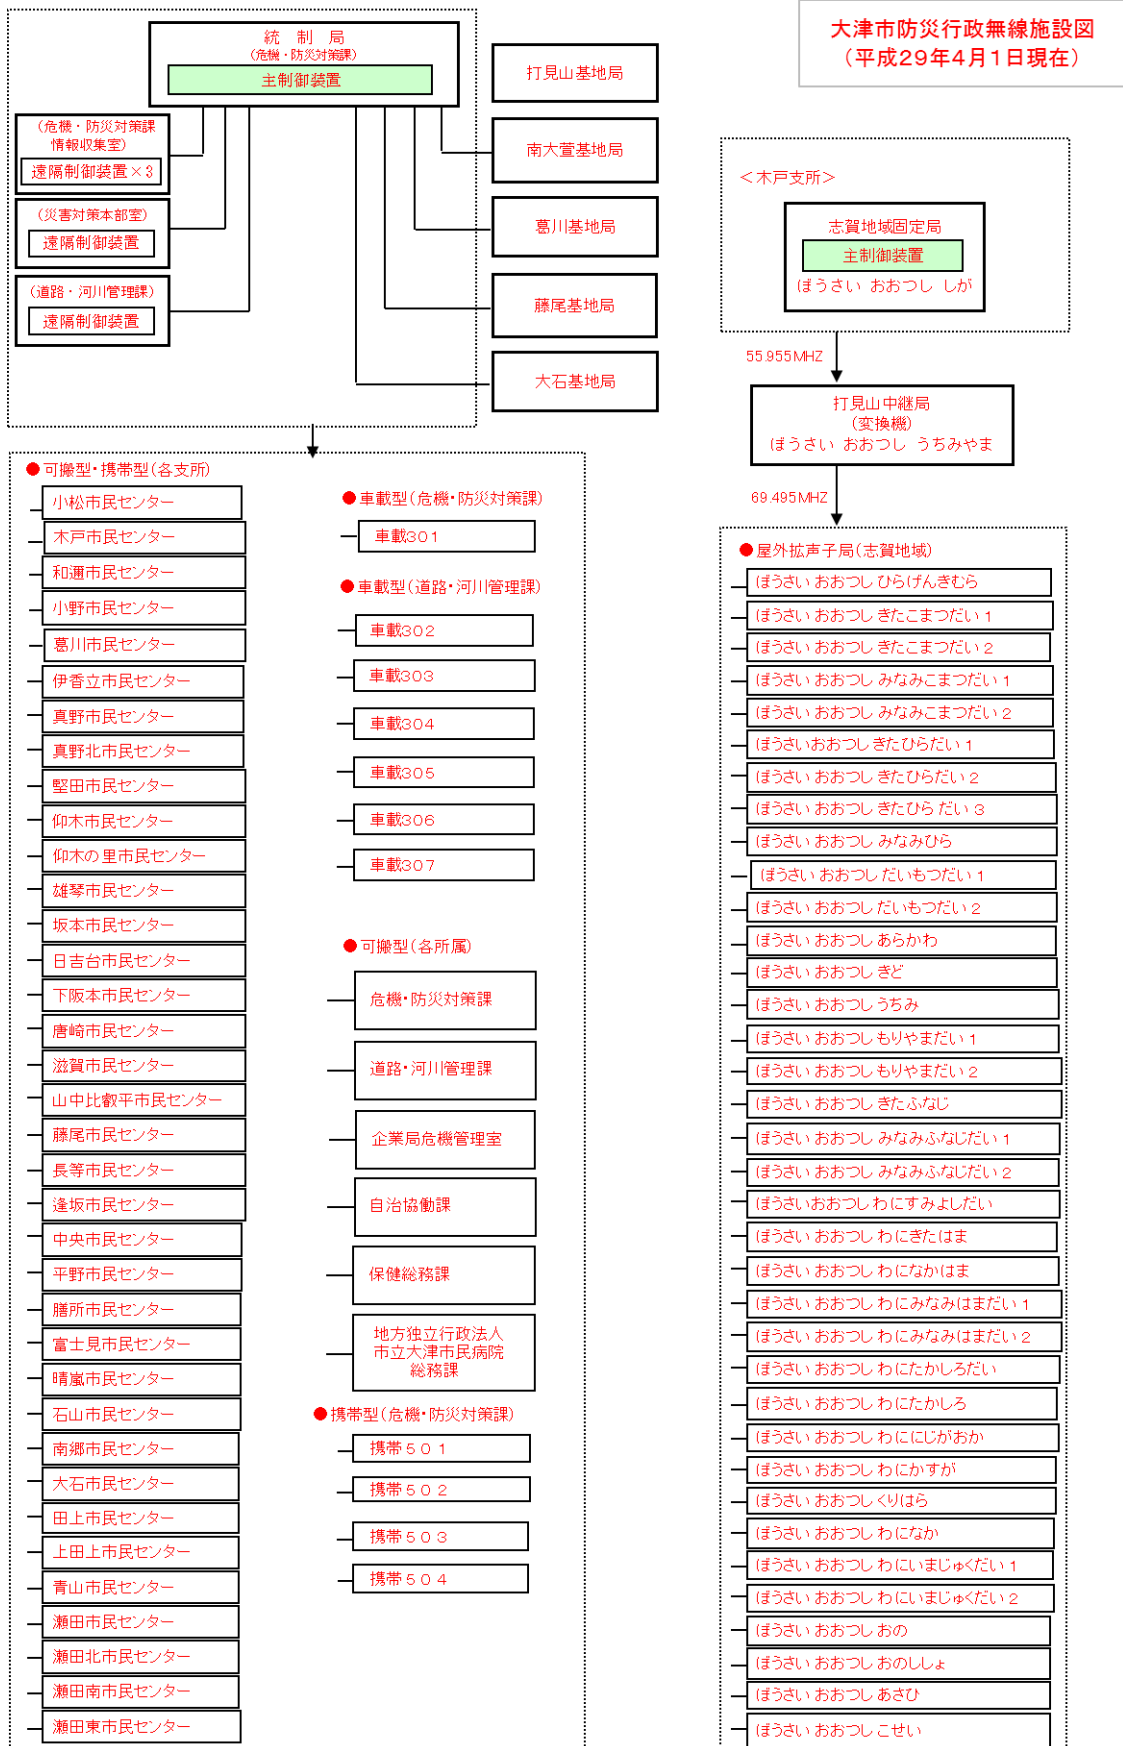 大津市防災行政無線施設図
（平成29年4月1日現在）
統 制 局
（危機・防災対策課）
主制御装置
（危機・防災対策課
情報収集室）
遠隔制御装置×3
（災害対策本部室）
遠隔制御装置
（道路・河川管理課）
遠隔制御装置
打見山基地局
南大萱基地局
葛川基地局
藤尾基地局
大石基地局
●可搬型・携帯型（各支所）
小松市民センター
木戸市民センター
和邇市民センター
小野市民センター
葛川市民センター
伊香立市民センター
真野市民センター
真野北市民センター
堅田市民センター
仰木市民センター
仰木の里市民センター
雄琴市民センター
坂本市民センター
日吉台市民センター
下阪本市民センター
唐崎市民センター
滋賀市民センター
山中比叡平市民センター
藤尾市民センター
長等市民センター
逢坂市民センター
中央市民センター
平野市民センター
膳所市民センター
富士見市民センター
晴嵐市民センター
石山市民センター
南郷市民センター
大石市民センター
田上市民センター
上田上市民センター
青山市民センター
瀬田市民センター
瀬田北市民センター
瀬田南市民センター
瀬田東市民センター
●車載型（危機・防災対策課）
車載301
●車載型（道路・河川管理課）
車載302
車載303
車載304
車載305
車載306
車載307
●可搬型（各所属）
危機・防災対策課
道路・河川管理課
企業局危機管理室
自治協働課
保健総務課
地方独立行政法人
市立大津市民病院
総務課
●携帯型（危機・防災対策課）
携帯５０１
携帯５０２
携帯５０３
携帯５０４
＜木戸支所＞
志賀地域固定局
主制御装置
ぼうさい おおつし しが
55.955MHZ
打見山中継局
（変換機）
ぼうさい おおつし うちみやま
69.495MHZ
●屋外拡声子局（志賀地域）
ぼうさい おおつし ひらげんきむら
ぼうさい おおつし きたこまつだい 1
ぼうさい おおつし きたこまつだい 2
ぼうさい おおつし みなみこまつだい 1
ぼうさい おおつし みなみこまつだい 2
ぼうさいおおつし きたひらだい 1
ぼうさい おおつし きたひらだい 2
ぼうさい おおつし きたひら だい 3
ぼうさい おおつし みなみひら
ぼうさい おおつし だいもつだい 1
ぼうさい おおつし だいもつだい 2
ぼうさい おおつし あらかわ
ぼうさい おおつし きど
ぼうさい おおつし うちみ
ぼうさい おおつし もりやまだい 1
ぼうさい おおつし もりやまだい 2
ぼうさい おおつし きたふなじ
ぼうさい おおつし みなみふなじだい 1
ぼうさい おおつし みなみふなじだい 2
ぼうさいおおつし わにすみよしだい
ぼうさい おおつし わにきたはま
ぼうさい おおつし わになかはま
ぼうさい おおつし わにみなみはまだい 1
ぼうさい おおつし わにみなみはまだい 2
ぼうさい おおつし わにたかしろだい
ぼうさい おおつし わにたかしろ
ぼうさい おおつし わににじがおか
ぼうさい おおつし わにかすが
ぼうさい おおつし くりはら
ぼうさい おおつし わになか
ぼうさい おおつし わにいまじゅくだい 1
ぼうさい おおつし わにいまじゅくだい 2
ぼうさい おおつし おの
ぼうさい おおつし おのししょ
ぼうさい おおつし あさひ
ぼうさい おおつし こせい